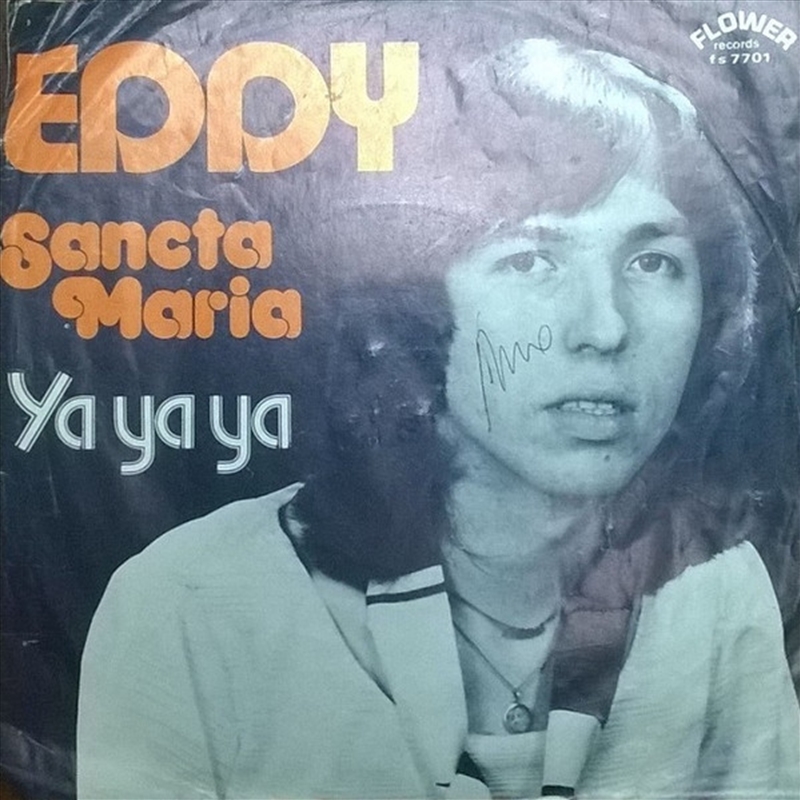 EDDY
Sancta
Maria
Ya ya ya
FLOWER
records
fs 7701